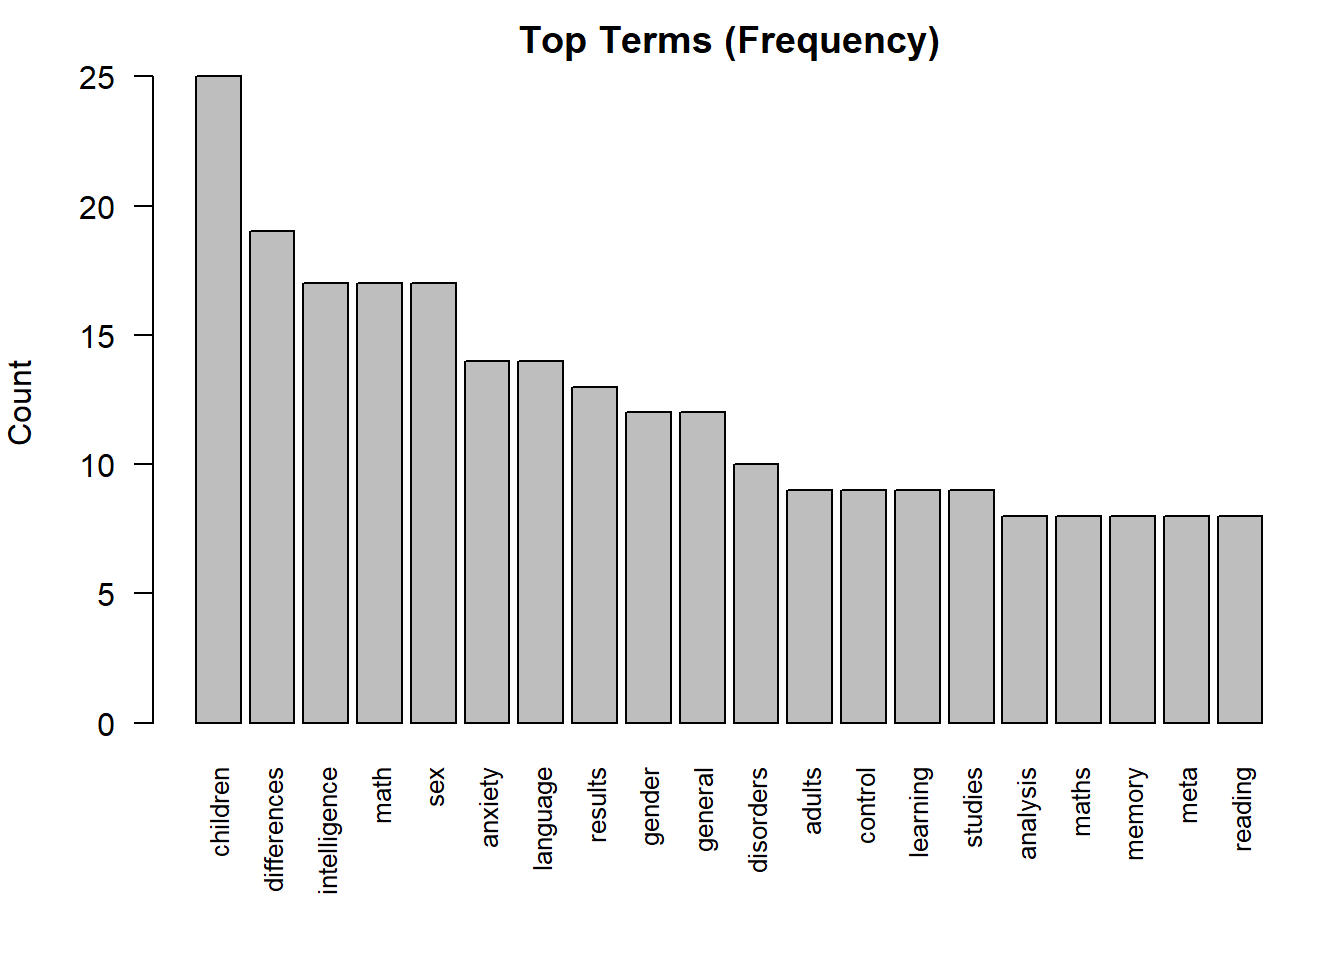 Top Terms (Frequency)
Count
25
20
15
10
5
0
children
differences
intelligence
math
sex
anxiety
language
results
gender
general
disorders
adults
control
learning
studies
analysis
maths
memory
meta
reading